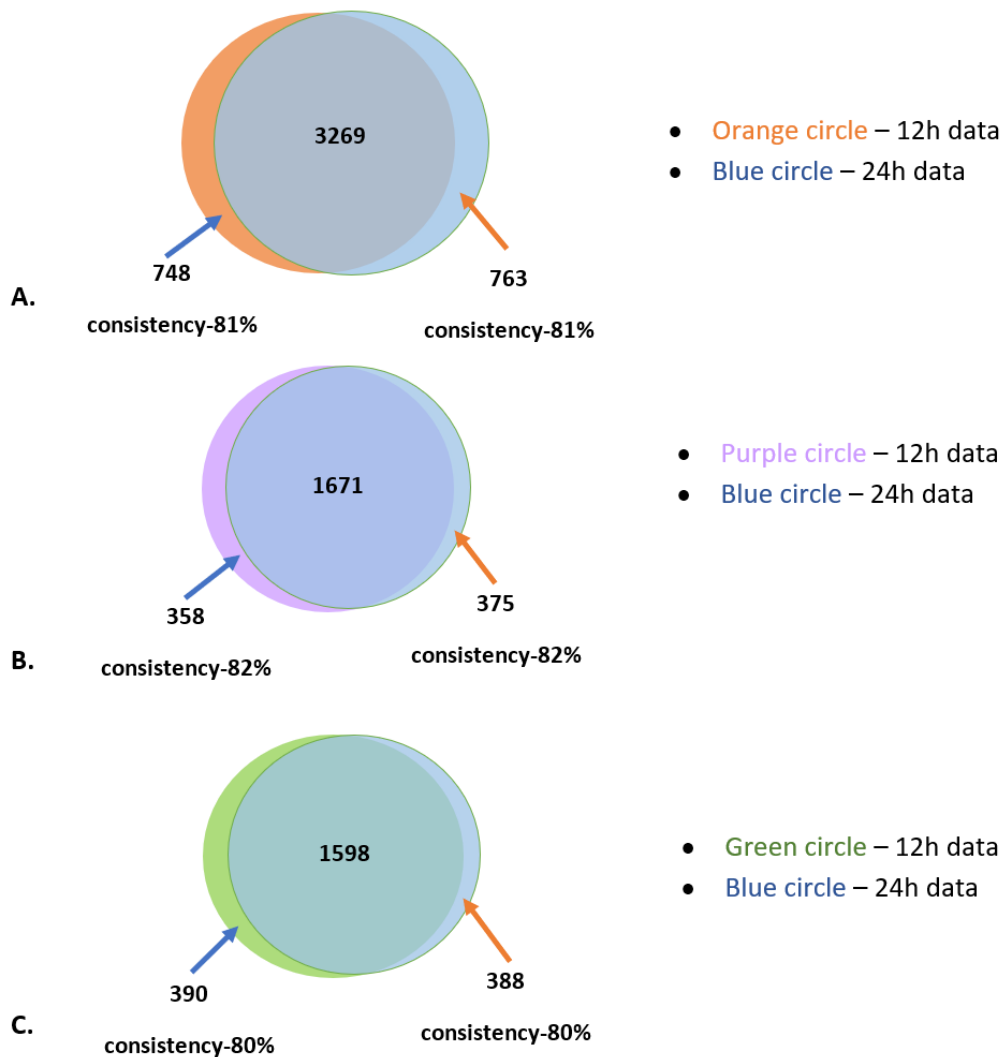 3269
• Orange circle – 12h data
• Blue circle – 24h data
748
763
A.
consistency-81%
consistency-81%
1671
• Purple circle – 12h data
• Blue circle – 24h data
358
375
B.
consistency-82%
consistency-82%
1598
• Green circle – 12h data
• Blue circle – 24h data
390
388
C.
consistency-80%
consistency-80%